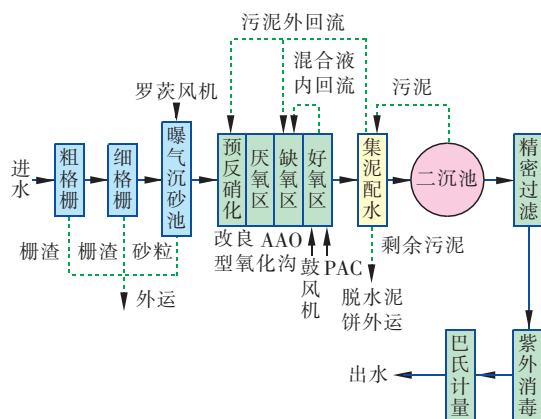 污泥外回流
混合液
内回流
污泥
罗茨风机
进水
粗格栅
细格栅
曝气沉砂池
预反硝化
厌氧区
缺氧区
好氧区
集泥配水
二沉池
精密过滤
栅渣
栅渣
砂粒
外运
改良 AAO
型氧化沟
鼓风机
PAC
剩余污泥
脱水泥
饼外运
出水
巴氏计量
紫外消毒